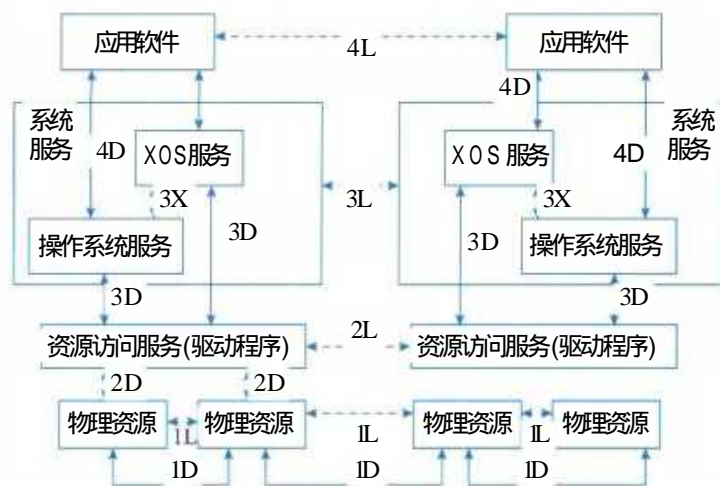 应用软件
应用软件
4L
4D
系统
服务
系统
服务
4D
XOS服务
XOS服务
4D
3X
3L
3X
3D
3D
操作系统服务
操作系统服务
3D
3D
资源访问服务(驱动程序)
2L
资源访问服务(驱动程序)
2D
2D
物理资源
1L
物理资源
1L
物理资源
1L
物理资源
1D
1D
1D